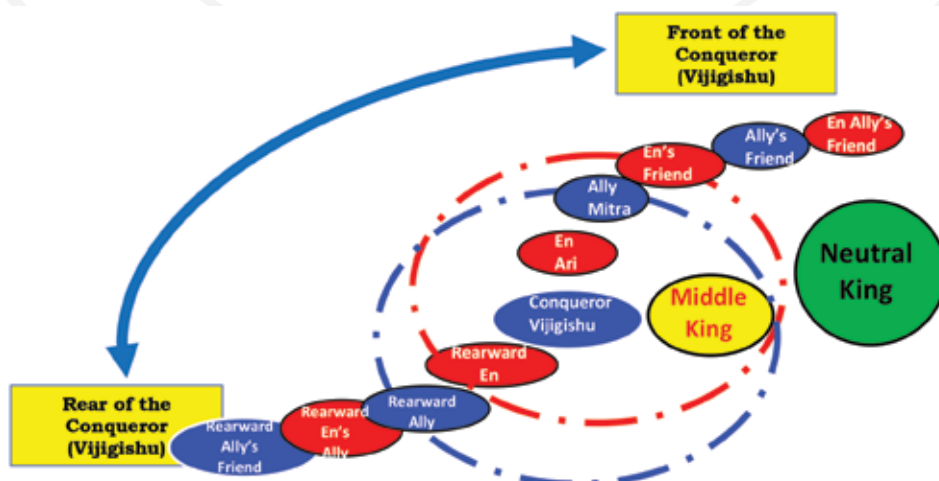 Front of the
Conqueror
(Vijigishu)
En Ally's
Friend
Ally's
Friend
En's
Friend
Ally
Mitra
En
Ari
Neutral
King
Conqueror
Vijigishu
Middle
King
Rearward
En
Rearward
Ally
Rearward
En's
Ally
Rearward
Ally's
Friend
Rear of the
Conqueror
(Vijigishu)